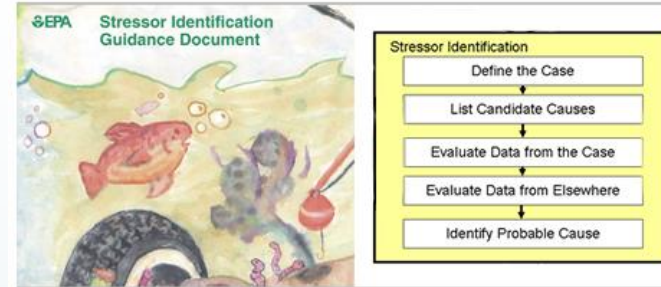 EPA
Stressor Identification
Guidance Document
Stressor Identification
Define the Case
List Candidate Causes
Evaluate Data from the Case
Evaluate Data from Elsewhere
Identify Probable Cause